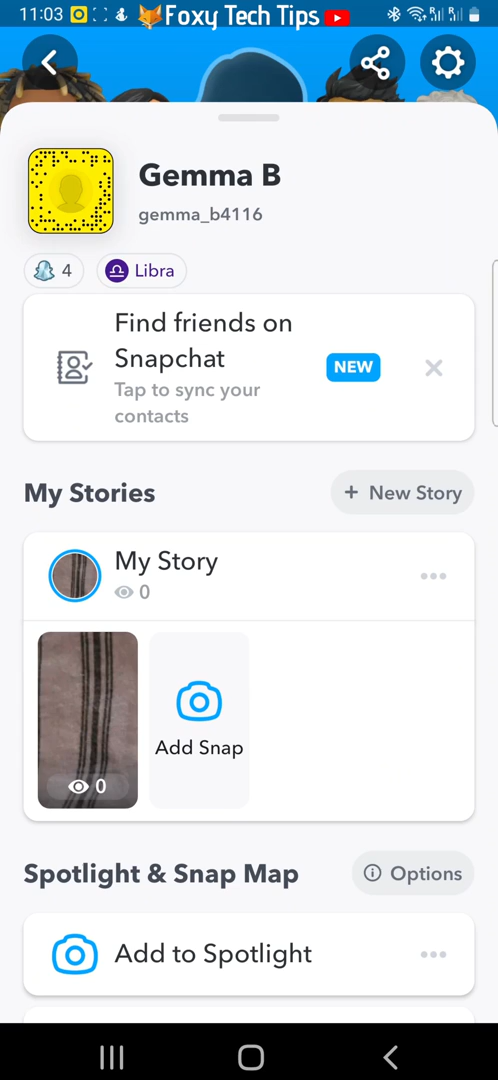 11:03 Foxy Tech Tips
Gemma B
gemma_b4116
4 Libra
Find friends on
Snapchat
Tap to sync your
contacts
NEW
My Stories
+ New Story
My Story
0
0
Add Snap
Spotlight & Snap Map
Options
Add to Spotlight